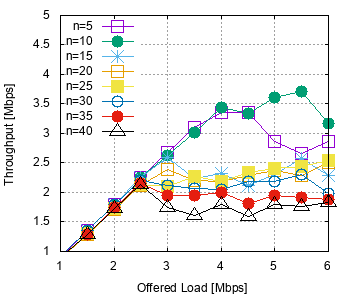 5
4.5
4
3.5
3
2.5
2
1.5
1
Throughput [Mbps]
n=5
n=10
n=15
n=20
n=25
n=30
n=35
n=40
1 2 3 4 5 6
Offered Load [Mbps]